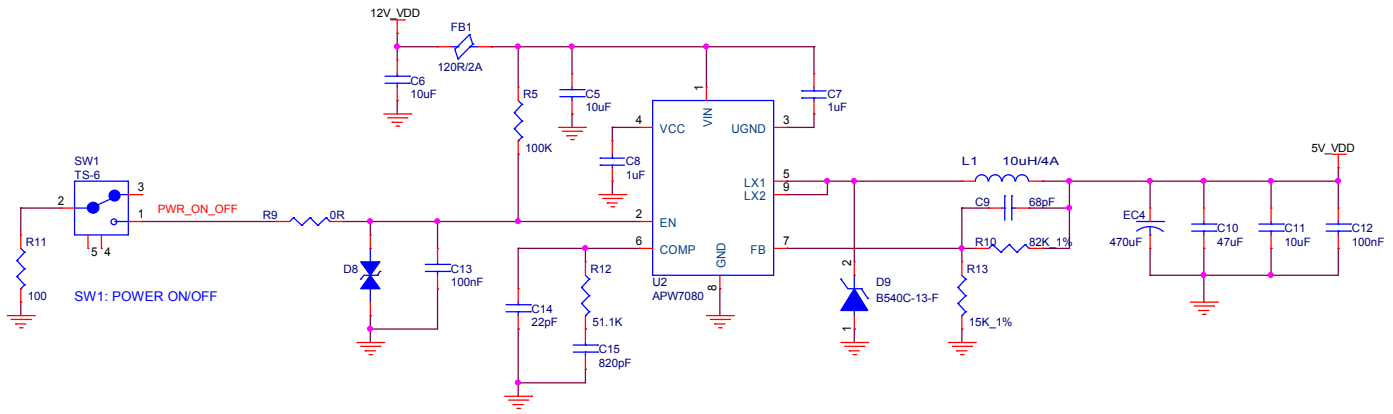 12V_VDD
FB1
120R/2A
C6
10uF
R5
100K
C5
10uF
C7
1uF
1
VIN
4
VCC
UGND
3
C8
1uF
SW1
TS-6
2
3
1
5
4
PWR_ON_OFF
R9
0R
R11
100
SW1: POWER ON/OFF
D8
C13
100nF
2
EN
6
COMP
LX1
5
LX2
9
FB
7
GND
8
U2
APW7080
R12
51.1K
C14
22pF
C15
820pF
L1
10uH/4A
C9
68pF
R10
82K_1%
R13
15K_1%
2
D9
B540C-13-F
1
5V_VDD
EC4
470uF
C10
47uF
C11
10uF
C12
100nF